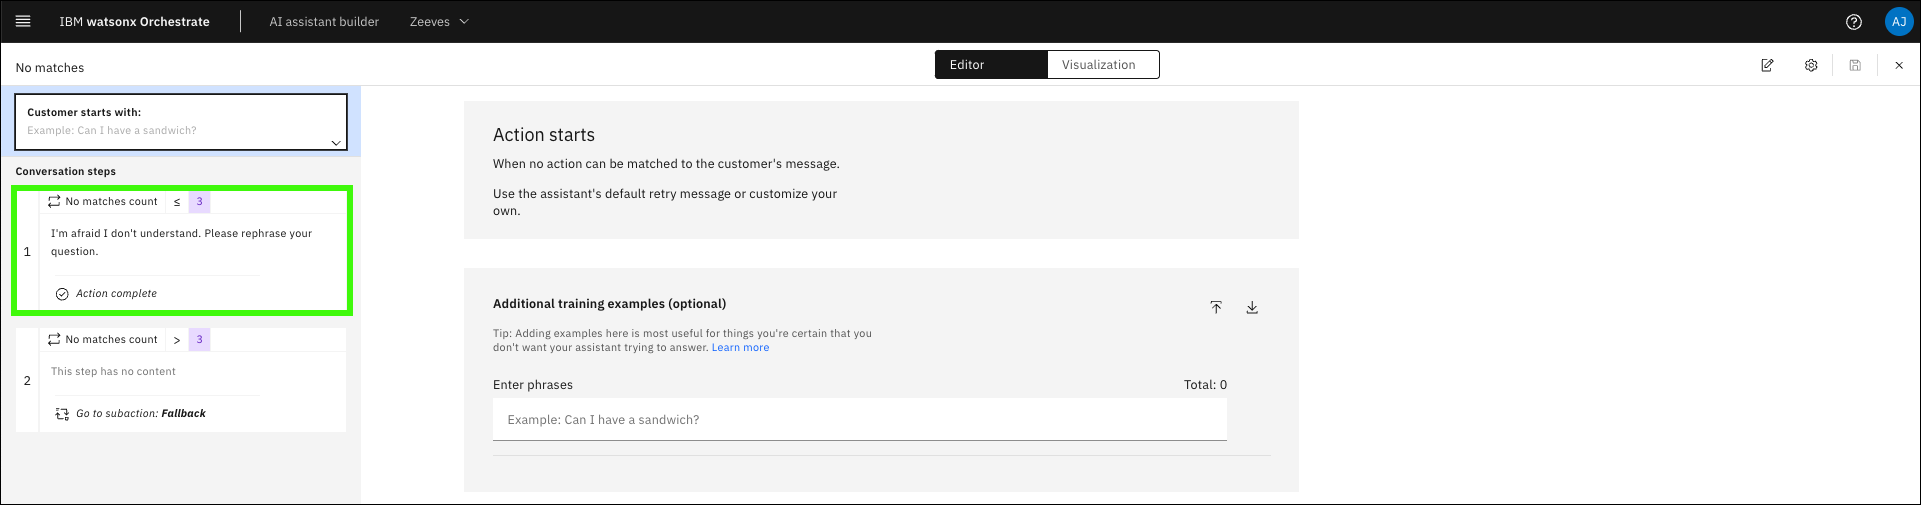 IBM watsonx Orchestrate
AI assistant builder
Zeeves
AJ
No matches
Editor
Visualization
Customer starts with:
Example: Can I have a sandwich?
Conversation steps
No matches count ≤ 3
1
I'm afraid I don't understand. Please rephrase your
question.
Action complete
No matches count > 3
2
This step has no content
Go to subaction: Fallback
Action starts
When no action can be matched to the customer's message.
Use the assistant's default retry message or customize your
own.
Additional training examples (optional)
Tip: Adding examples here is most useful for things you're certain that you
don't want your assistant trying to answer. Learn more
Enter phrases
Total: 0
Example: Can I have a sandwich?